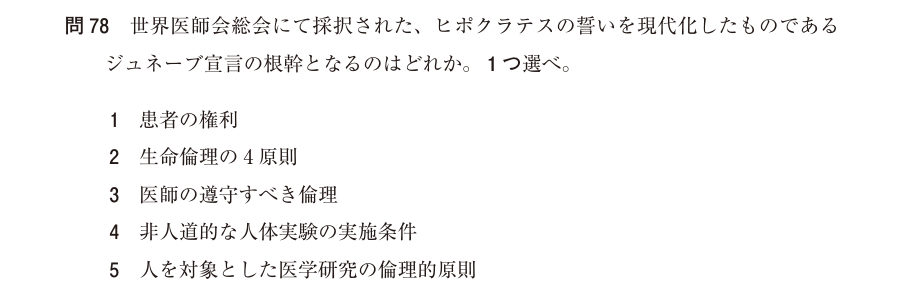 問78 世界医師会総会にて採択された、ヒポクラテスの誓いを現代化したものである
ジュネーブ宣言の根幹となるのはどれか。1つ選べ。
1 患者の権利
2 生命倫理の4原則
3 医師の遵守すべき倫理
4 非人道的な人体実験の実施条件
5 人を対象とした医学研究の倫理的原則